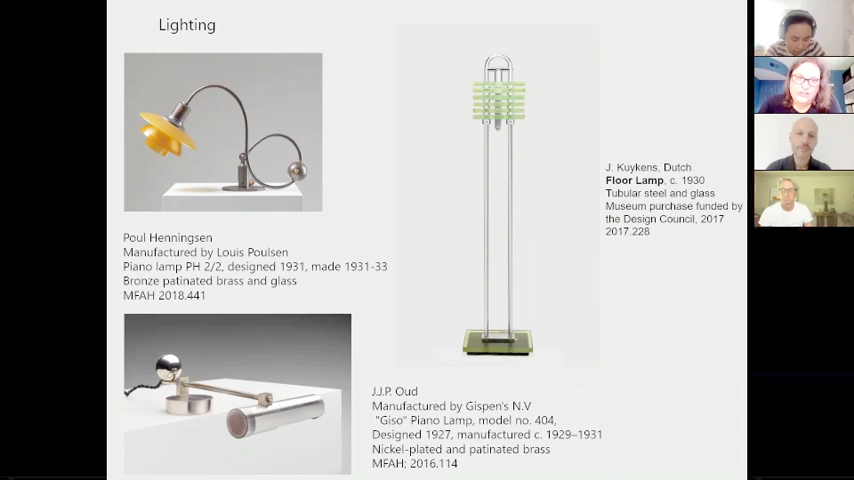 Lighting
Poul Henningsen
Manufactured by Louis Poulsen
Piano lamp PH 2/2, designed 1931, made 1931-33
Bronze patinated brass and glass
MFAH 2018.441
J. Kuykens, Dutch
Floor Lamp, c. 1930
Tubular steel and glass
Museum purchase funded by
the Design Council, 2017
2017.228
J.J.P. Oud
Manufactured by Gispen's N.V
"Giso" Piano Lamp, model no. 404,
Designed 1927, manufactured c. 1929–1931
Nickel-plated and patinated brass
MFAH; 2016.114